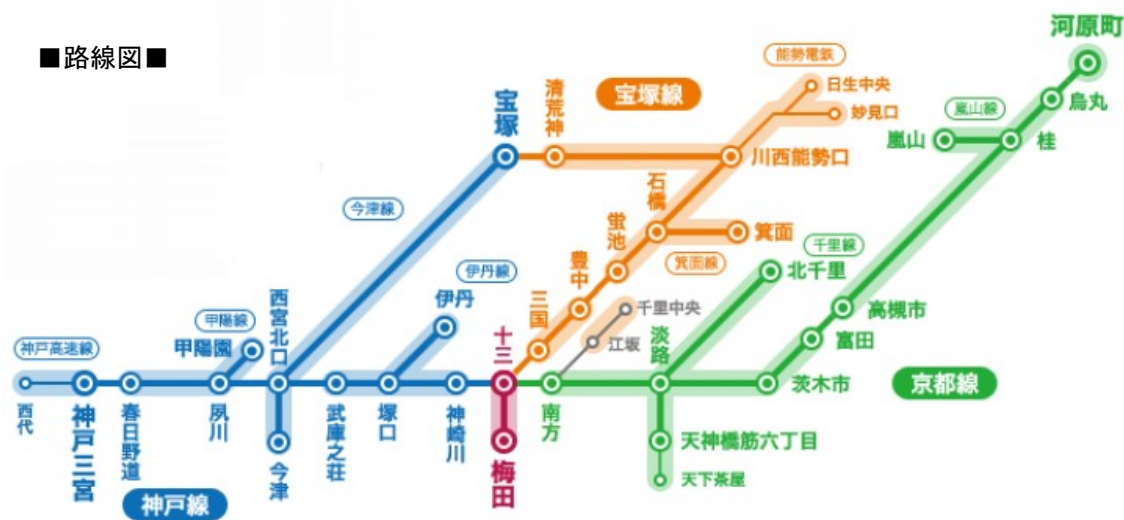 ■路線図■
河原町
能勢電鉄
日生中央
宝塚線
清荒神
宝塚
嵐山線
烏丸
妙見口
嵐山
桂
川西能勢口
石橋
今津線
蛍池
箕面
千里線
箕面線
北千里
豊中
伊丹線
伊丹
西宮北口
三国
千里中央
高槻市
甲陽線
十三
淡路
富田
神戸高速線
甲陽園
江坂
茨木市
京都線
西代
神戸三宮
春日野道
夙川
今津
武庫之荘
塚口
神崎川
梅田
南方
天神橋筋六丁目
天下茶屋
神戸線